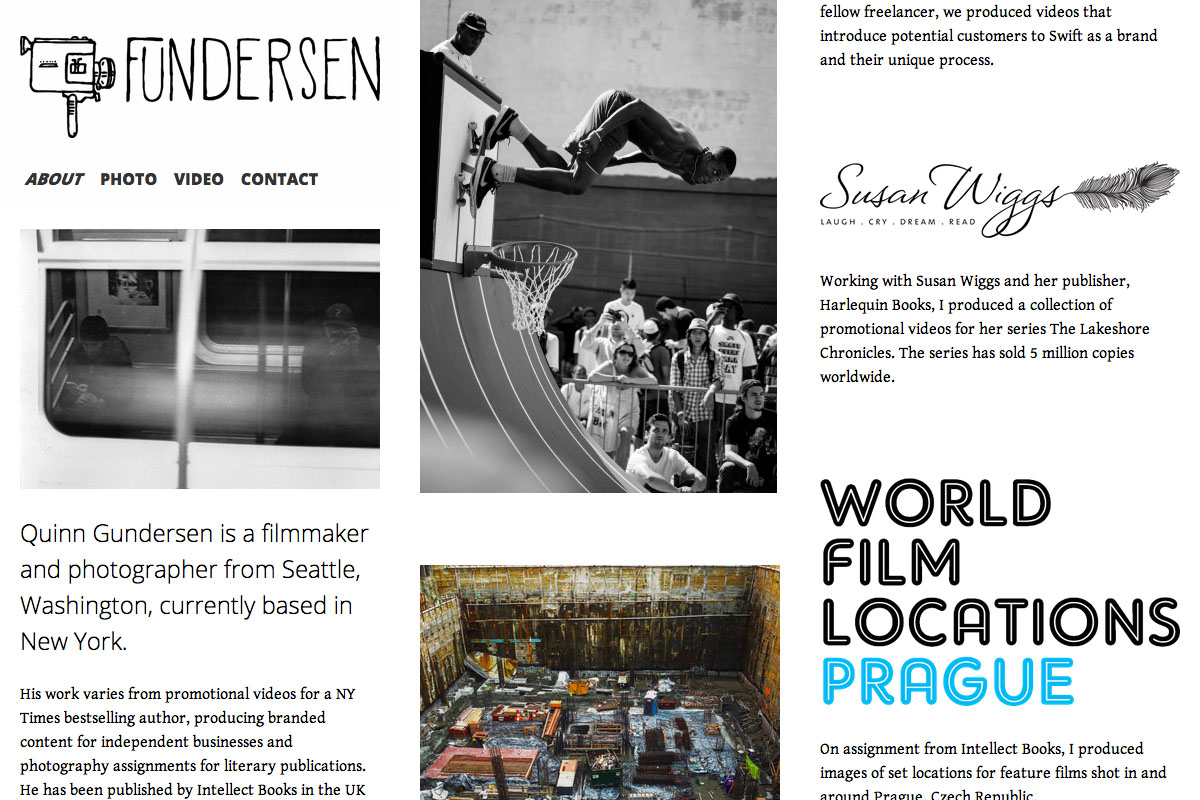 FUNDERSEN
ABOUT PHOTO VIDEO CONTACT
Quinn Gundersen is a filmmaker
and photographer from Seattle,
Washington, currently based in
New York.
His work varies from promotional videos for a NY
Times bestselling author, producing branded
content for independent businesses and
photography assignments for literary publications.
He has been published by Intellect Books in the UK
fellow freelancer, we produced videos that
introduce potential customers to Swift as a brand
and their unique process.
Susan Wiggs
LAUGH . CRY . DREAM . READ
Working with Susan Wiggs and her publisher,
Harlequin Books, I produced a collection of
promotional videos for her series The Lakeshore
Chronicles. The series has sold 5 million copies
worldwide.
WORLD
FILM
LOCATIONS
PRAGUE
On assignment from Intellect Books, I produced
images of set locations for feature films shot in and
around Prague, Czech Republic.